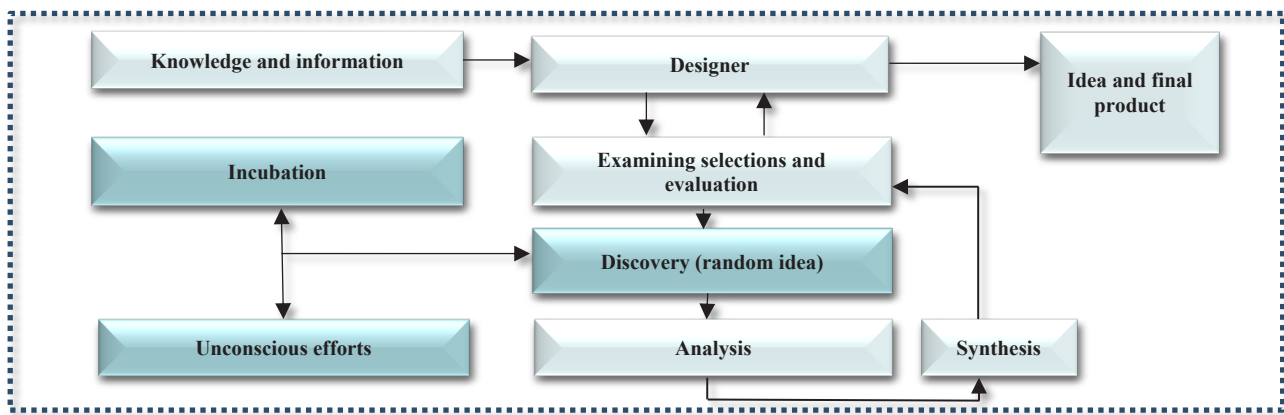 Knowledge and information
Designer
Idea and final
product
Incubation
Examining selections and
evaluation
Discovery (random idea)
Unconscious efforts
Analysis
Synthesis